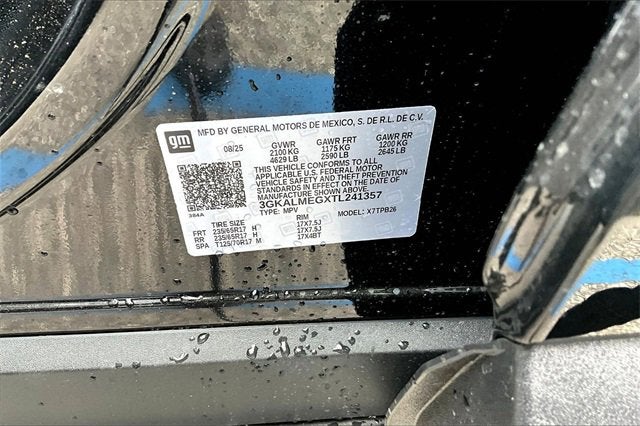 gm
MFD BY GENERAL MOTORS DE MEXICO, S. DE R.L. DE C.V.
08/25 GVWR GAWR FRT GAWR RR
2100 KG 1175 KG 1200 KG
4629 LB 2590 LB 2645 LB
THIS VEHICLE CONFORMS TO ALL
APPLICABLE U.S. FEDERAL MOTOR
VEHICLE SAFETY AND THEFT PREVENTION
STANDARDS IN EFFECT ON THE DATE OF
MANUFACTURE SHOWN ABOVE.
3GKALMEGXTL241357
TYPE: MPV MODEL: X7TPB26
384A
TIRE SIZE RIM
FRT 235/65R17 H 17X7.5J
RR 235/65R17 H 17X7.5J
SPA T125/70R17 M 17X4BT